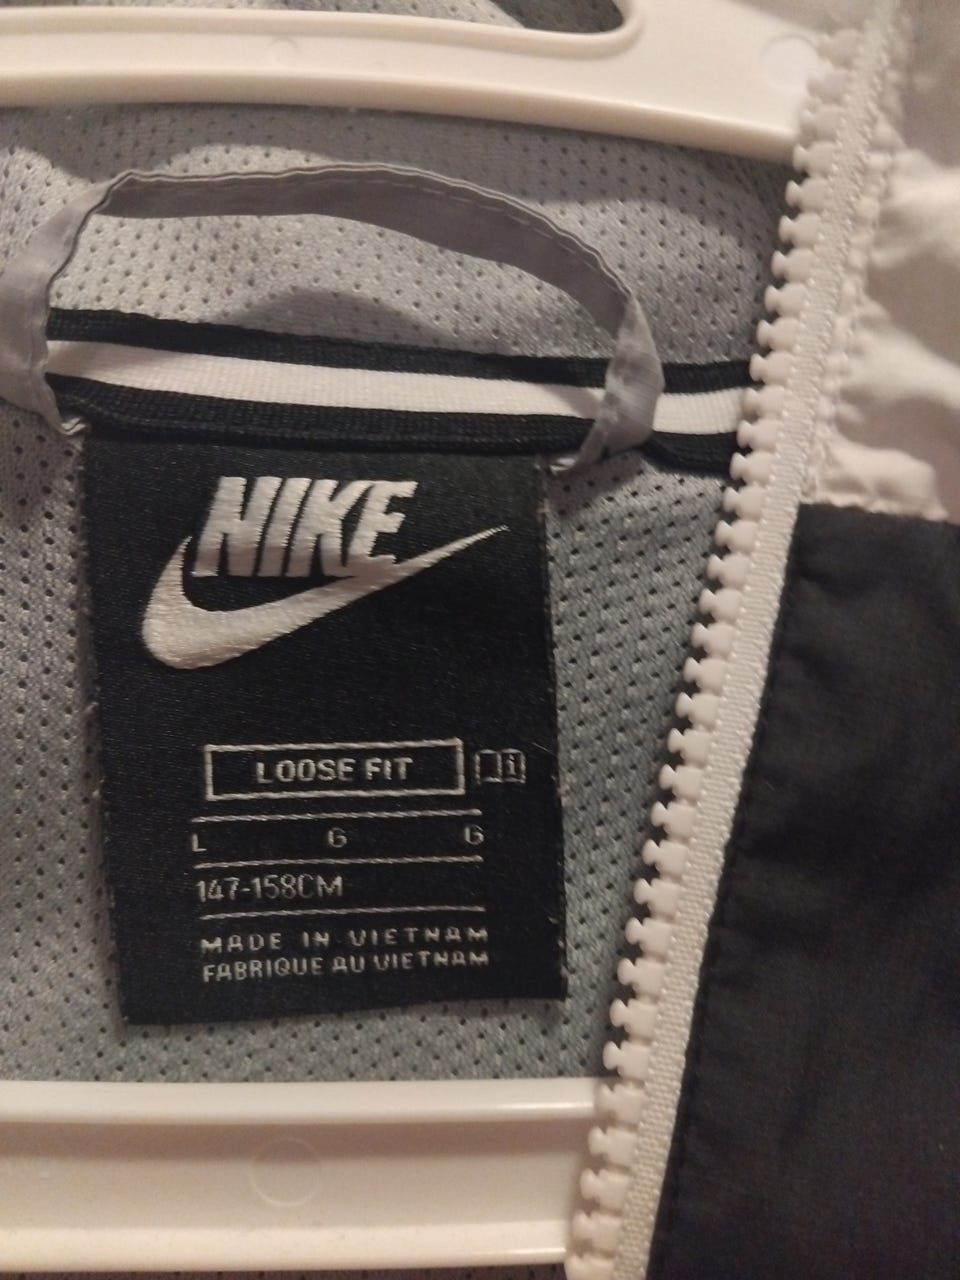 NIKE
LOOSE FIT
L G G
147-158CM
MADE IN VIETNAM
FABRIQUE AU VIETNAM